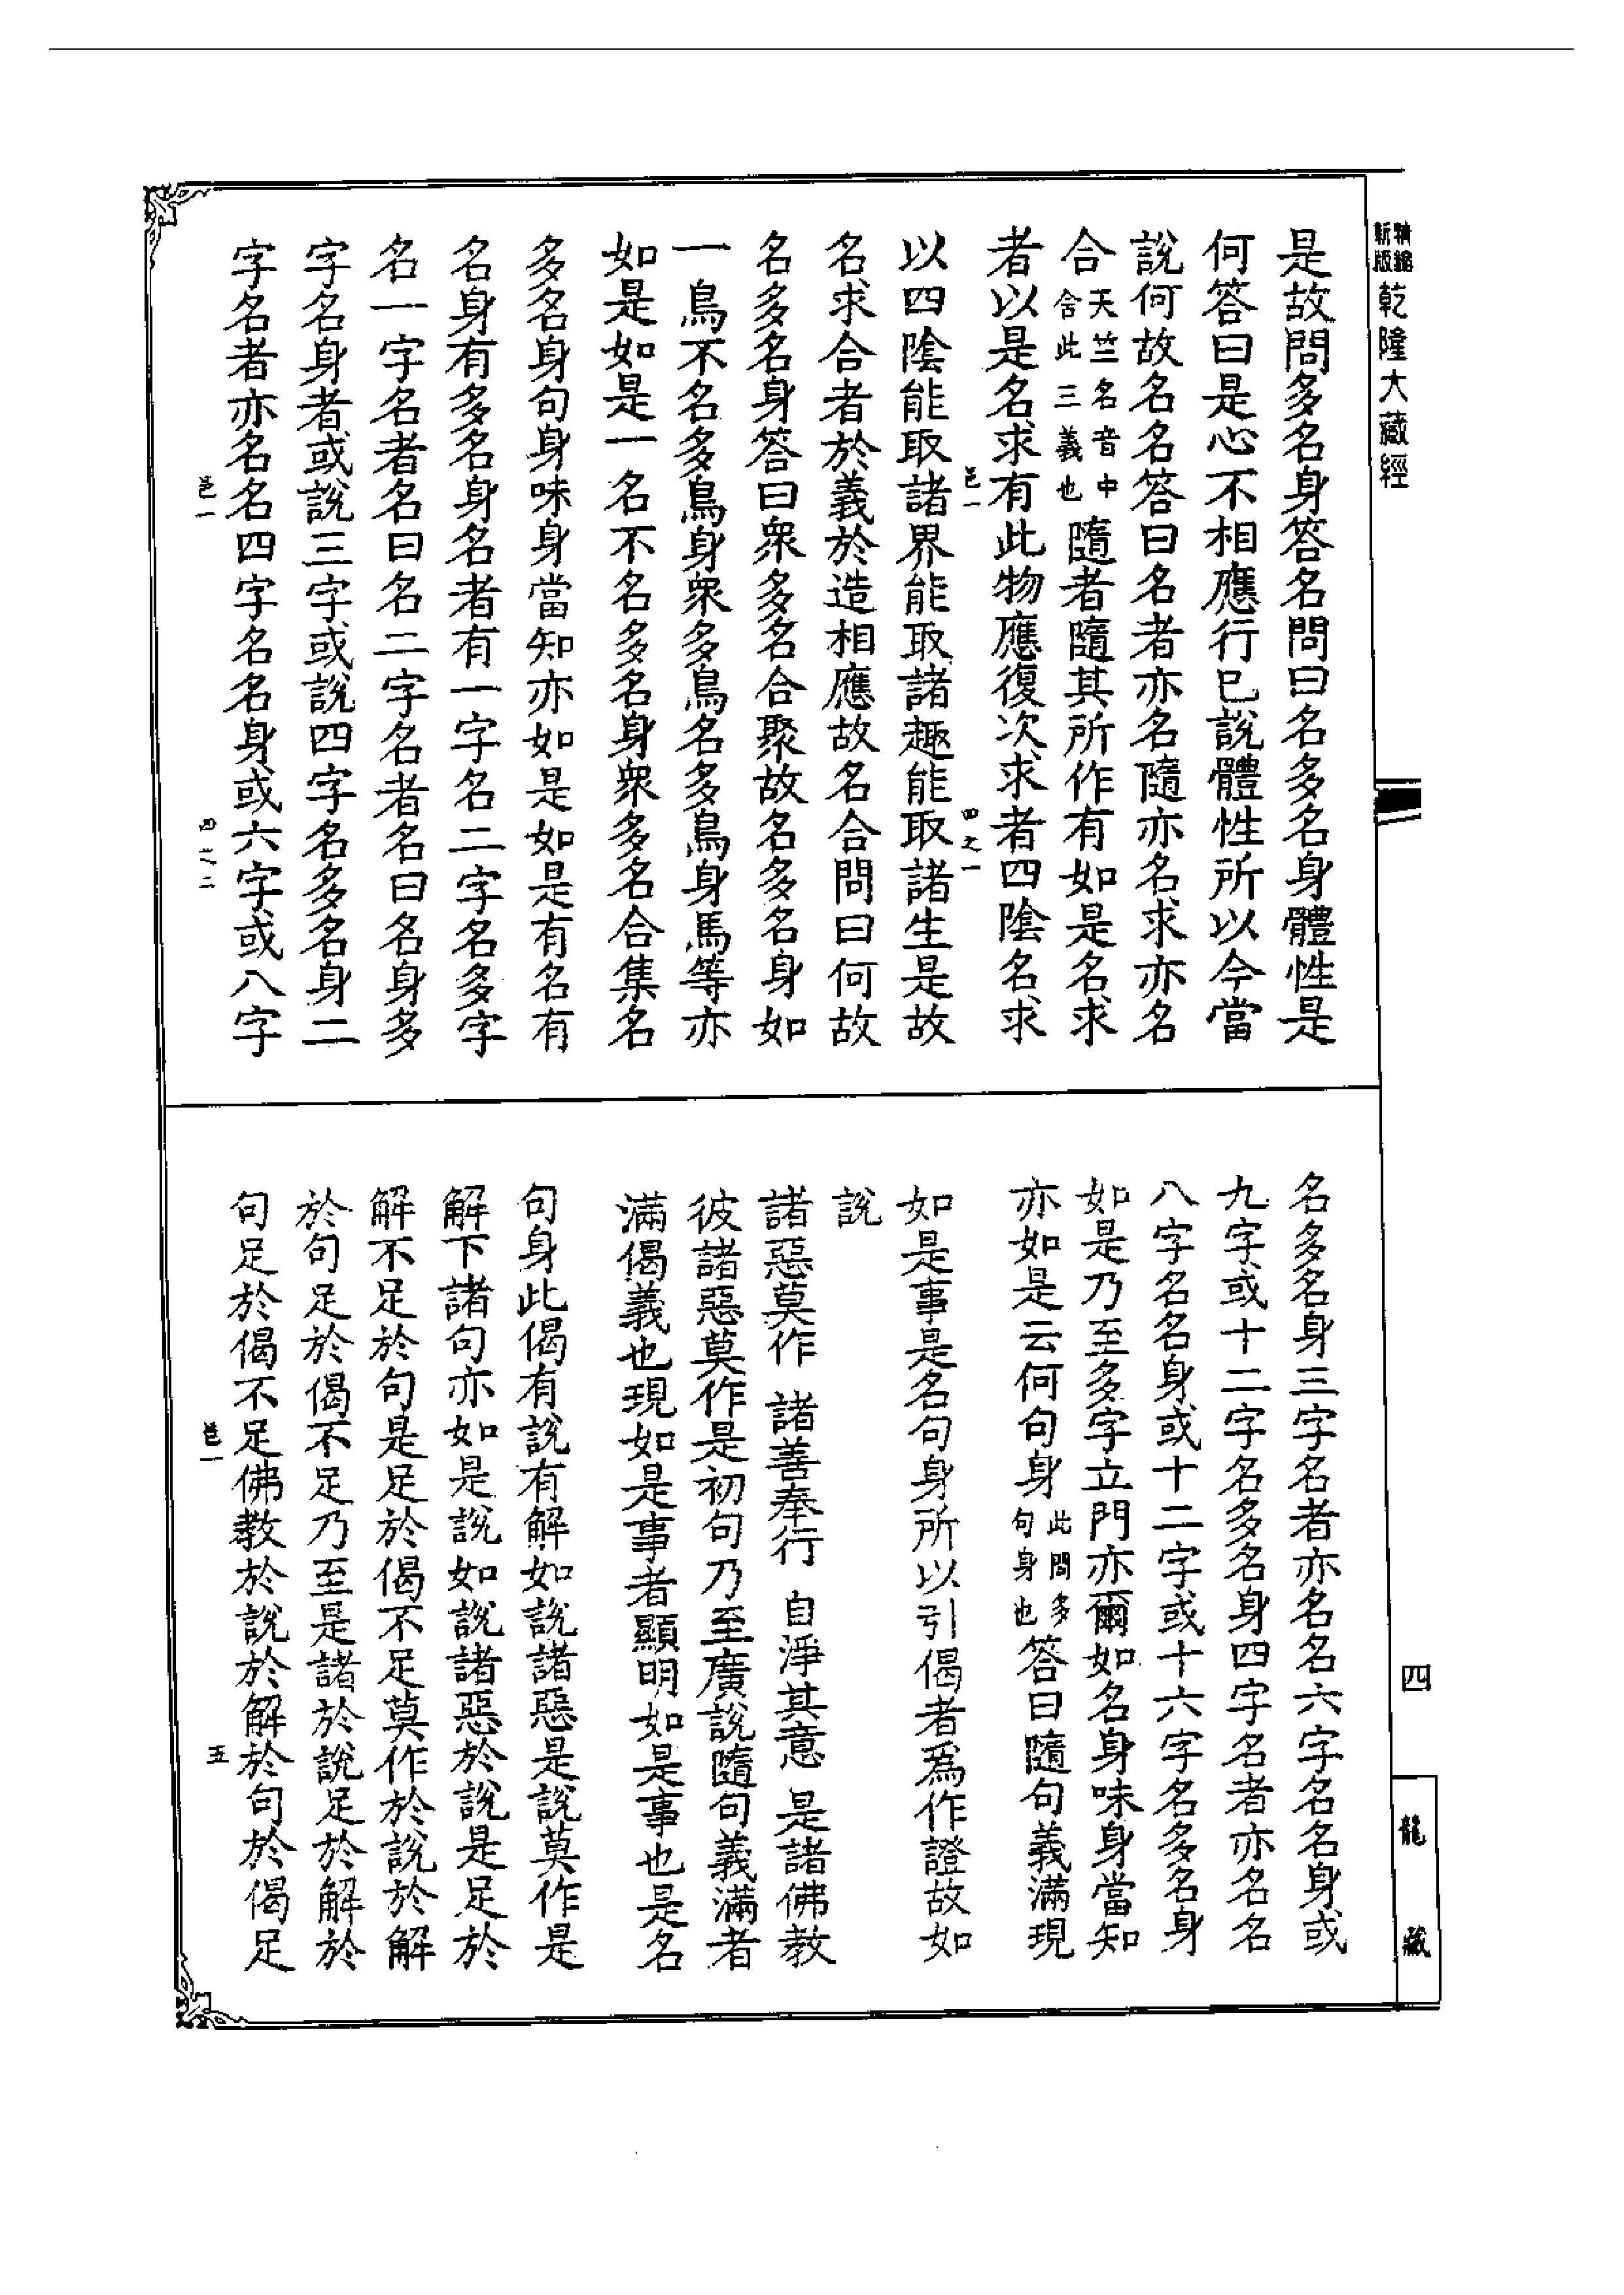 精縮新版乾隆大藏經
是故問多名身答名問曰名多名身體性是
何答曰是心不相應行已說體性所以今當
說何故名名答曰名者亦名隨亦名求亦名
合天竺名音中含此三義也隨者隨其所作有如是名求
者以是名求有此物應復次求者四陰名求
邑一 四之一
以四陰能取諸界能取諸趣能取諸生是故
名求合者於義於造相應故名合問曰何故
名多名身答曰衆多名合聚故名多名身如
一鳥不名多鳥身衆多鳥名多鳥身馬等亦
如是如是一名不名多名身衆多名合集名
多名身句身味身當知亦如是如是有名有
名身有多名身名者有一字名二字名多字
名一字名者名曰名二字名者名曰名身多
字名身者或說三字或說四字名多名身二
字名者亦名名四字名名身或六字或八字
邑一 四之二
名多名身三字名者亦名名六字名名身或
九字或十二字名多名身四字名者亦名名
八字名名身或十二字或十六字名多名身
如是乃至多字立門亦爾如名身味身當知
亦如是云何句身此問多句身也答曰隨句義滿現
如是事是名句身所以引偈者爲作證故如
說
諸惡莫作 諸善奉行 自淨其意 是諸佛教
彼諸惡莫作是初句乃至廣說隨句義滿者
滿偈義也現如是事者顯明如是事也是名
句身此偈有說有解如說諸惡是說莫作是
解下諸句亦如是說如說諸惡於說是足於
解不足於句是足於偈不足莫作於說於解
於句足於偈不足乃至是諸於說足於解於
句足於偈不足佛教於說於解於句於偈足
邑一 五
四
龍藏